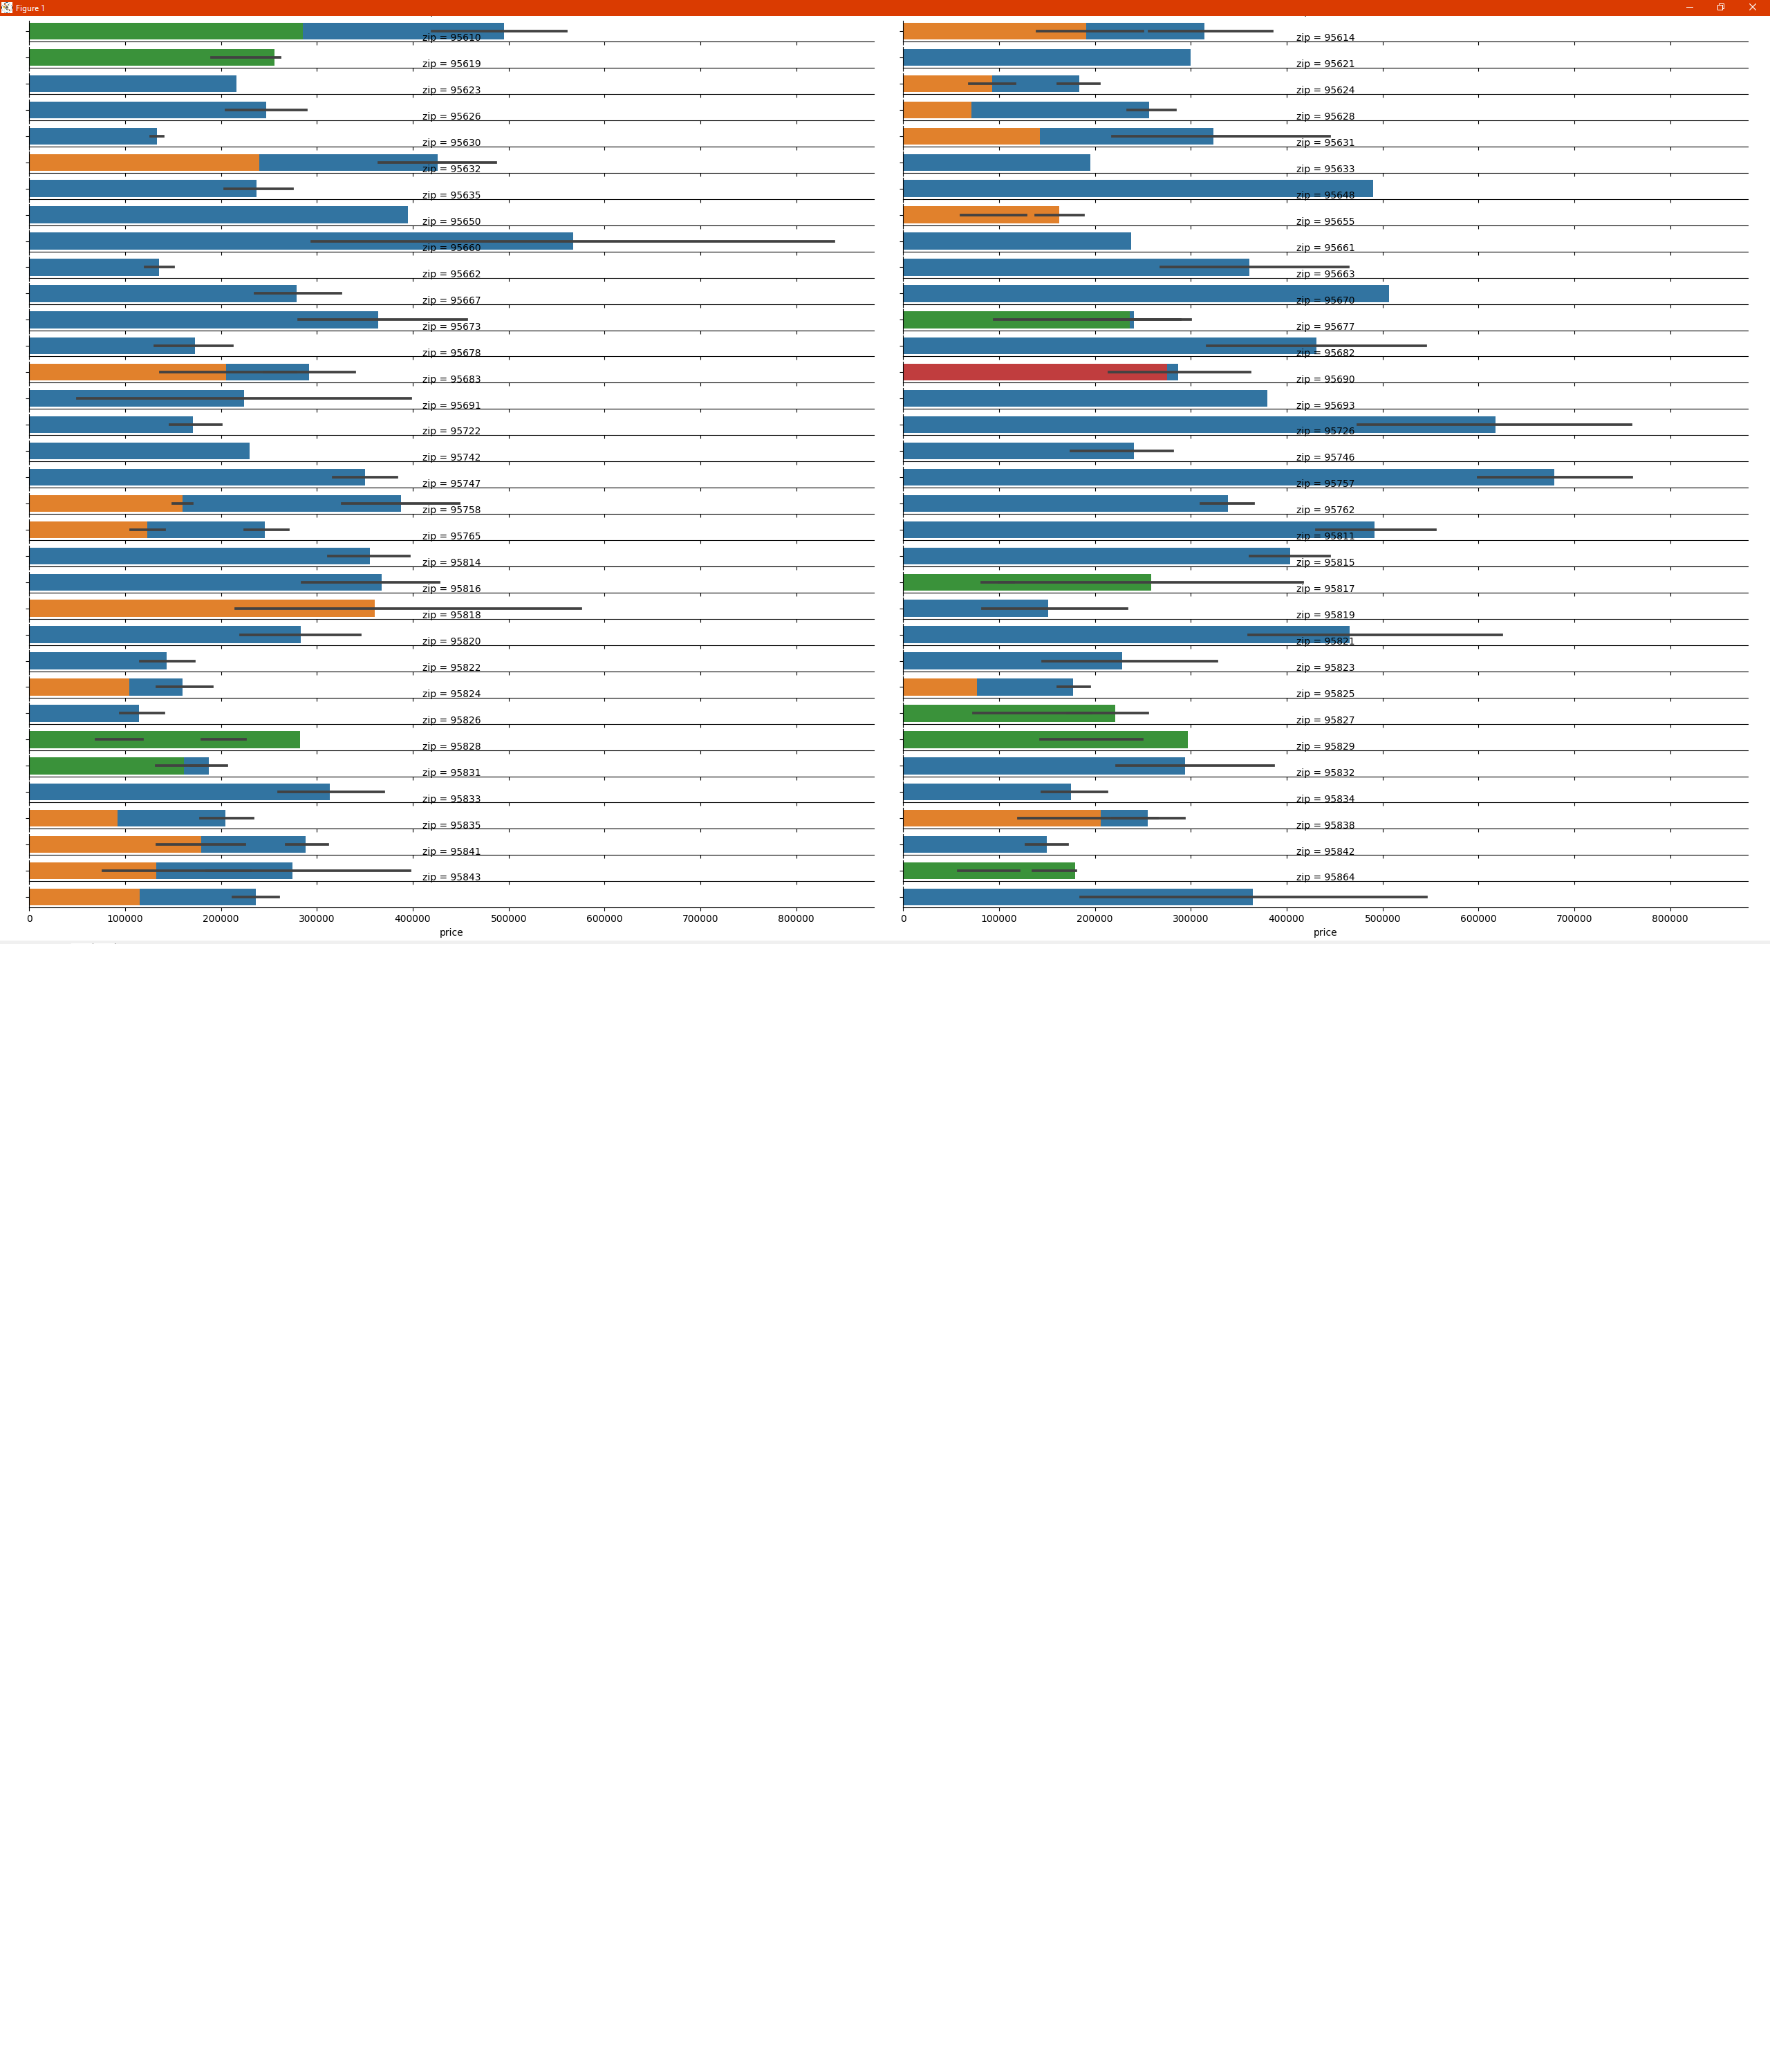 Figure 1
zip = 95610 zip = 95614
zip = 95619 zip = 95621
zip = 95623 zip = 95624
zip = 95626 zip = 95628
zip = 95630 zip = 95631
zip = 95632 zip = 95633
zip = 95635 zip = 95648
zip = 95650 zip = 95655
zip = 95660 zip = 95661
zip = 95662 zip = 95663
zip = 95667 zip = 95670
zip = 95673 zip = 95677
zip = 95678 zip = 95682
zip = 95683 zip = 95690
zip = 95691 zip = 95693
zip = 95722 zip = 95726
zip = 95742 zip = 95746
zip = 95747 zip = 95757
zip = 95758 zip = 95762
zip = 95765 zip = 95811
zip = 95814 zip = 95815
zip = 95816 zip = 95817
zip = 95818 zip = 95819
zip = 95820 zip = 95821
zip = 95822 zip = 95823
zip = 95824 zip = 95825
zip = 95826 zip = 95827
zip = 95828 zip = 95829
zip = 95831 zip = 95832
zip = 95833 zip = 95834
zip = 95835 zip = 95838
zip = 95841 zip = 95842
zip = 95843 zip = 95864
0 100000 200000 300000 400000 500000 600000 700000 800000 0 100000 200000 300000 400000 500000 600000 700000 800000
price price